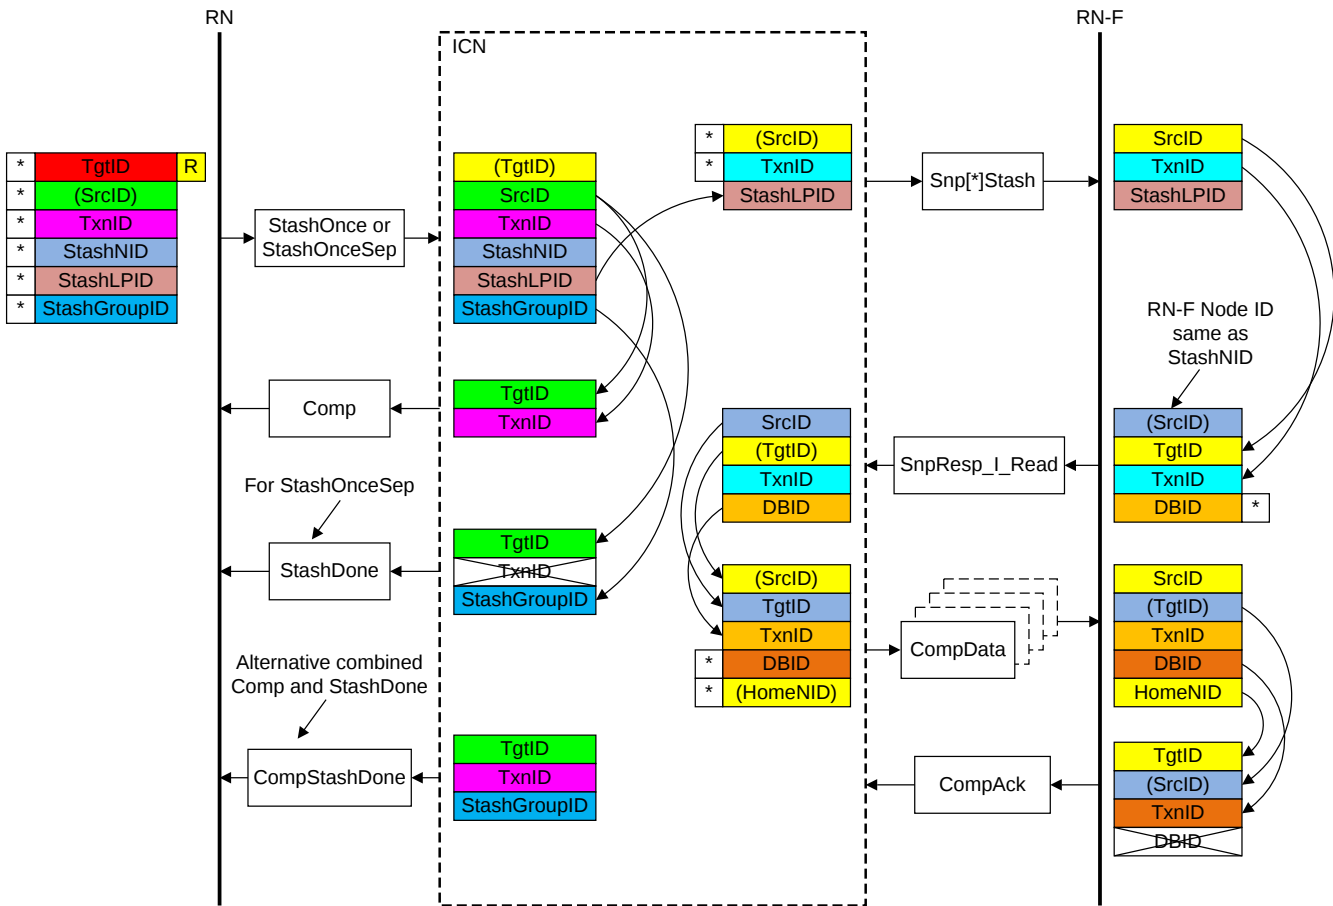 RN
ICN
RN-F
* TgtID R
* (SrcID)
* TxnID
* StashNID
* StashLPID
* StashGroupID
StashOnce or
StashOnceSep
(TgtID)
SrcID
TxnID
StashNID
StashLPID
StashGroupID
* (SrcID)
* TxnID
StashLPID
Snp[*]Stash
SrcID
TxnID
StashLPID
RN-F Node ID
same as
StashNID
Comp
TgtID
TxnID
SrcID
(TgtID)
TxnID
DBID
SnpResp_I_Read
(SrcID)
TgtID
TxnID
DBID *
For StashOnceSep
StashDone
TgtID
TxnID
StashGroupID
(SrcID)
TgtID
TxnID
* DBID
* (HomeNID)
CompData
SrcID
(TgtID)
TxnID
DBID
HomeNID
Alternative combined
Comp and StashDone
CompStashDone
TgtID
TxnID
StashGroupID
CompAck
TgtID
(SrcID)
TxnID
DBID